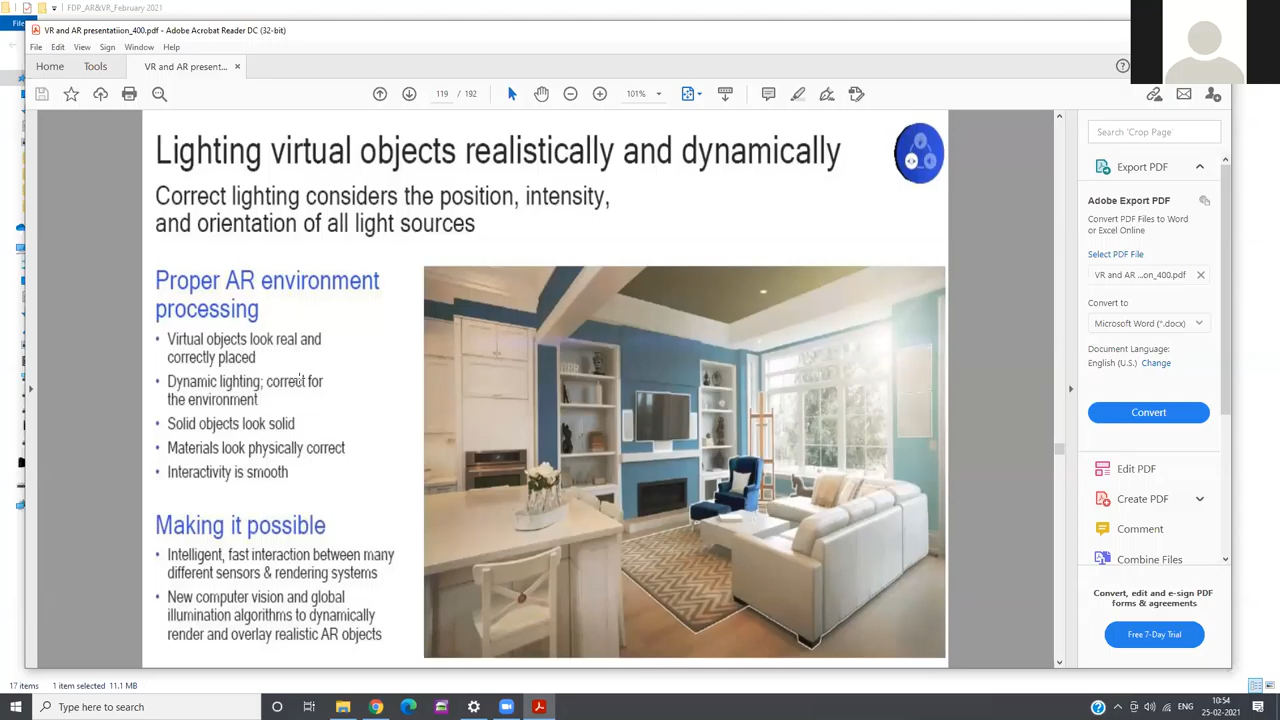 FDP_AR&VR_February 2021
File
VR and AR presentatiion_400.pdf - Adobe Acrobat Reader DC (32-bit)
File Edit View Sign Window Help
Home Tools VR and AR present... ×
119 / 192
101%
Lighting virtual objects realistically and dynamically
Correct lighting considers the position, intensity,
and orientation of all light sources
Proper AR environment
processing
• Virtual objects look real and
correctly placed
• Dynamic lighting; correct for
the environment
• Solid objects look solid
• Materials look physically correct
• Interactivity is smooth
Making it possible
• Intelligent, fast interaction between many
different sensors & rendering systems
• New computer vision and global
illumination algorithms to dynamically
render and overlay realistic AR objects
Search 'Crop Page'
Export PDF
Adobe Export PDF
Convert PDF Files to Word
or Excel Online
Select PDF File
VR and AR ...on_400.pdf
Convert to
Microsoft Word (*.docx)
Document Language:
English (U.S.) Change
Convert
Edit PDF
Create PDF
Comment
Combine Files
Convert, edit and e-sign PDF
forms & agreements
Free 7-Day Trial
17 items 1 item selected 11.1 MB
Type here to search
ENG
10:54
25-02-2021